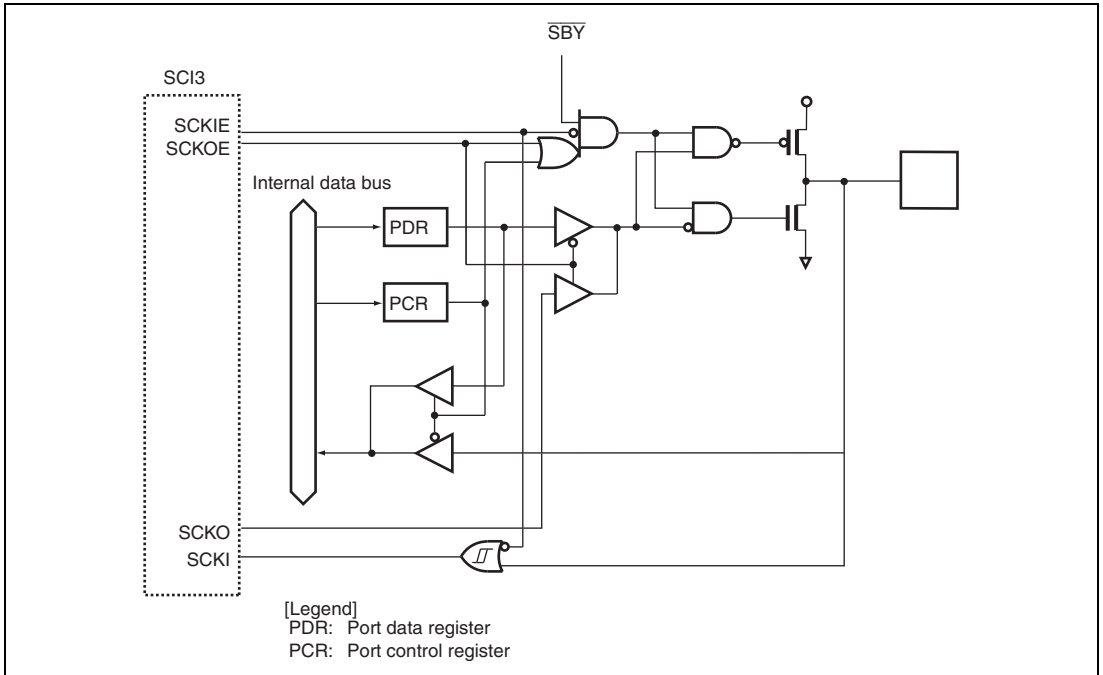 SBY
SCI3
SCKIE
SCKOE
Internal data bus
PDR
PCR
SCKO
SCKI
[Legend]
PDR: Port data register
PCR: Port control register